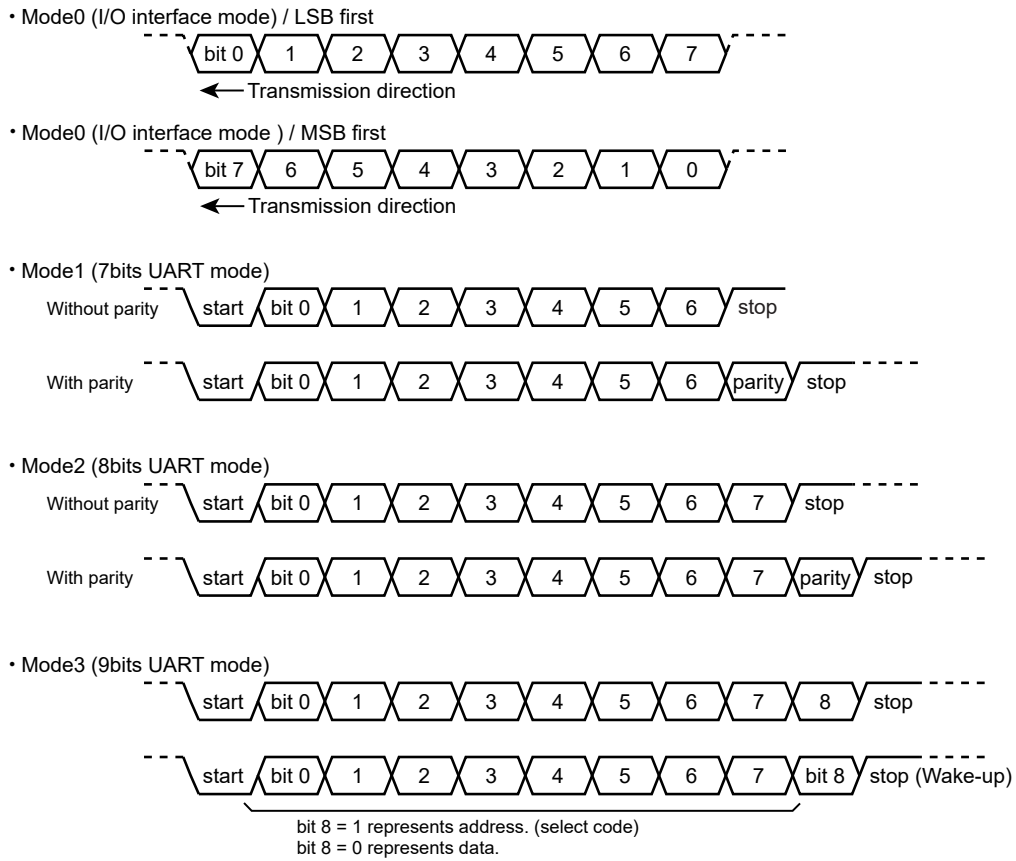 ・Mode0 (I/O interface mode) / LSB first
bit 0 1 2 3 4 5 6 7
Transmission direction
・Mode0 (I/O interface mode ) / MSB first
bit 7 6 5 4 3 2 1 0
Transmission direction
・Mode1 (7bits UART mode)
Without parity start bit 0 1 2 3 4 5 6 stop
With parity start bit 0 1 2 3 4 5 6 parity stop
・Mode2 (8bits UART mode)
Without parity start bit 0 1 2 3 4 5 6 7 stop
With parity start bit 0 1 2 3 4 5 6 7 parity stop
・Mode3 (9bits UART mode)
start bit 0 1 2 3 4 5 6 7 8 stop
start bit 0 1 2 3 4 5 6 7 bit 8 stop (Wake-up)
bit 8 = 1 represents address. (select code)
bit 8 = 0 represents data.